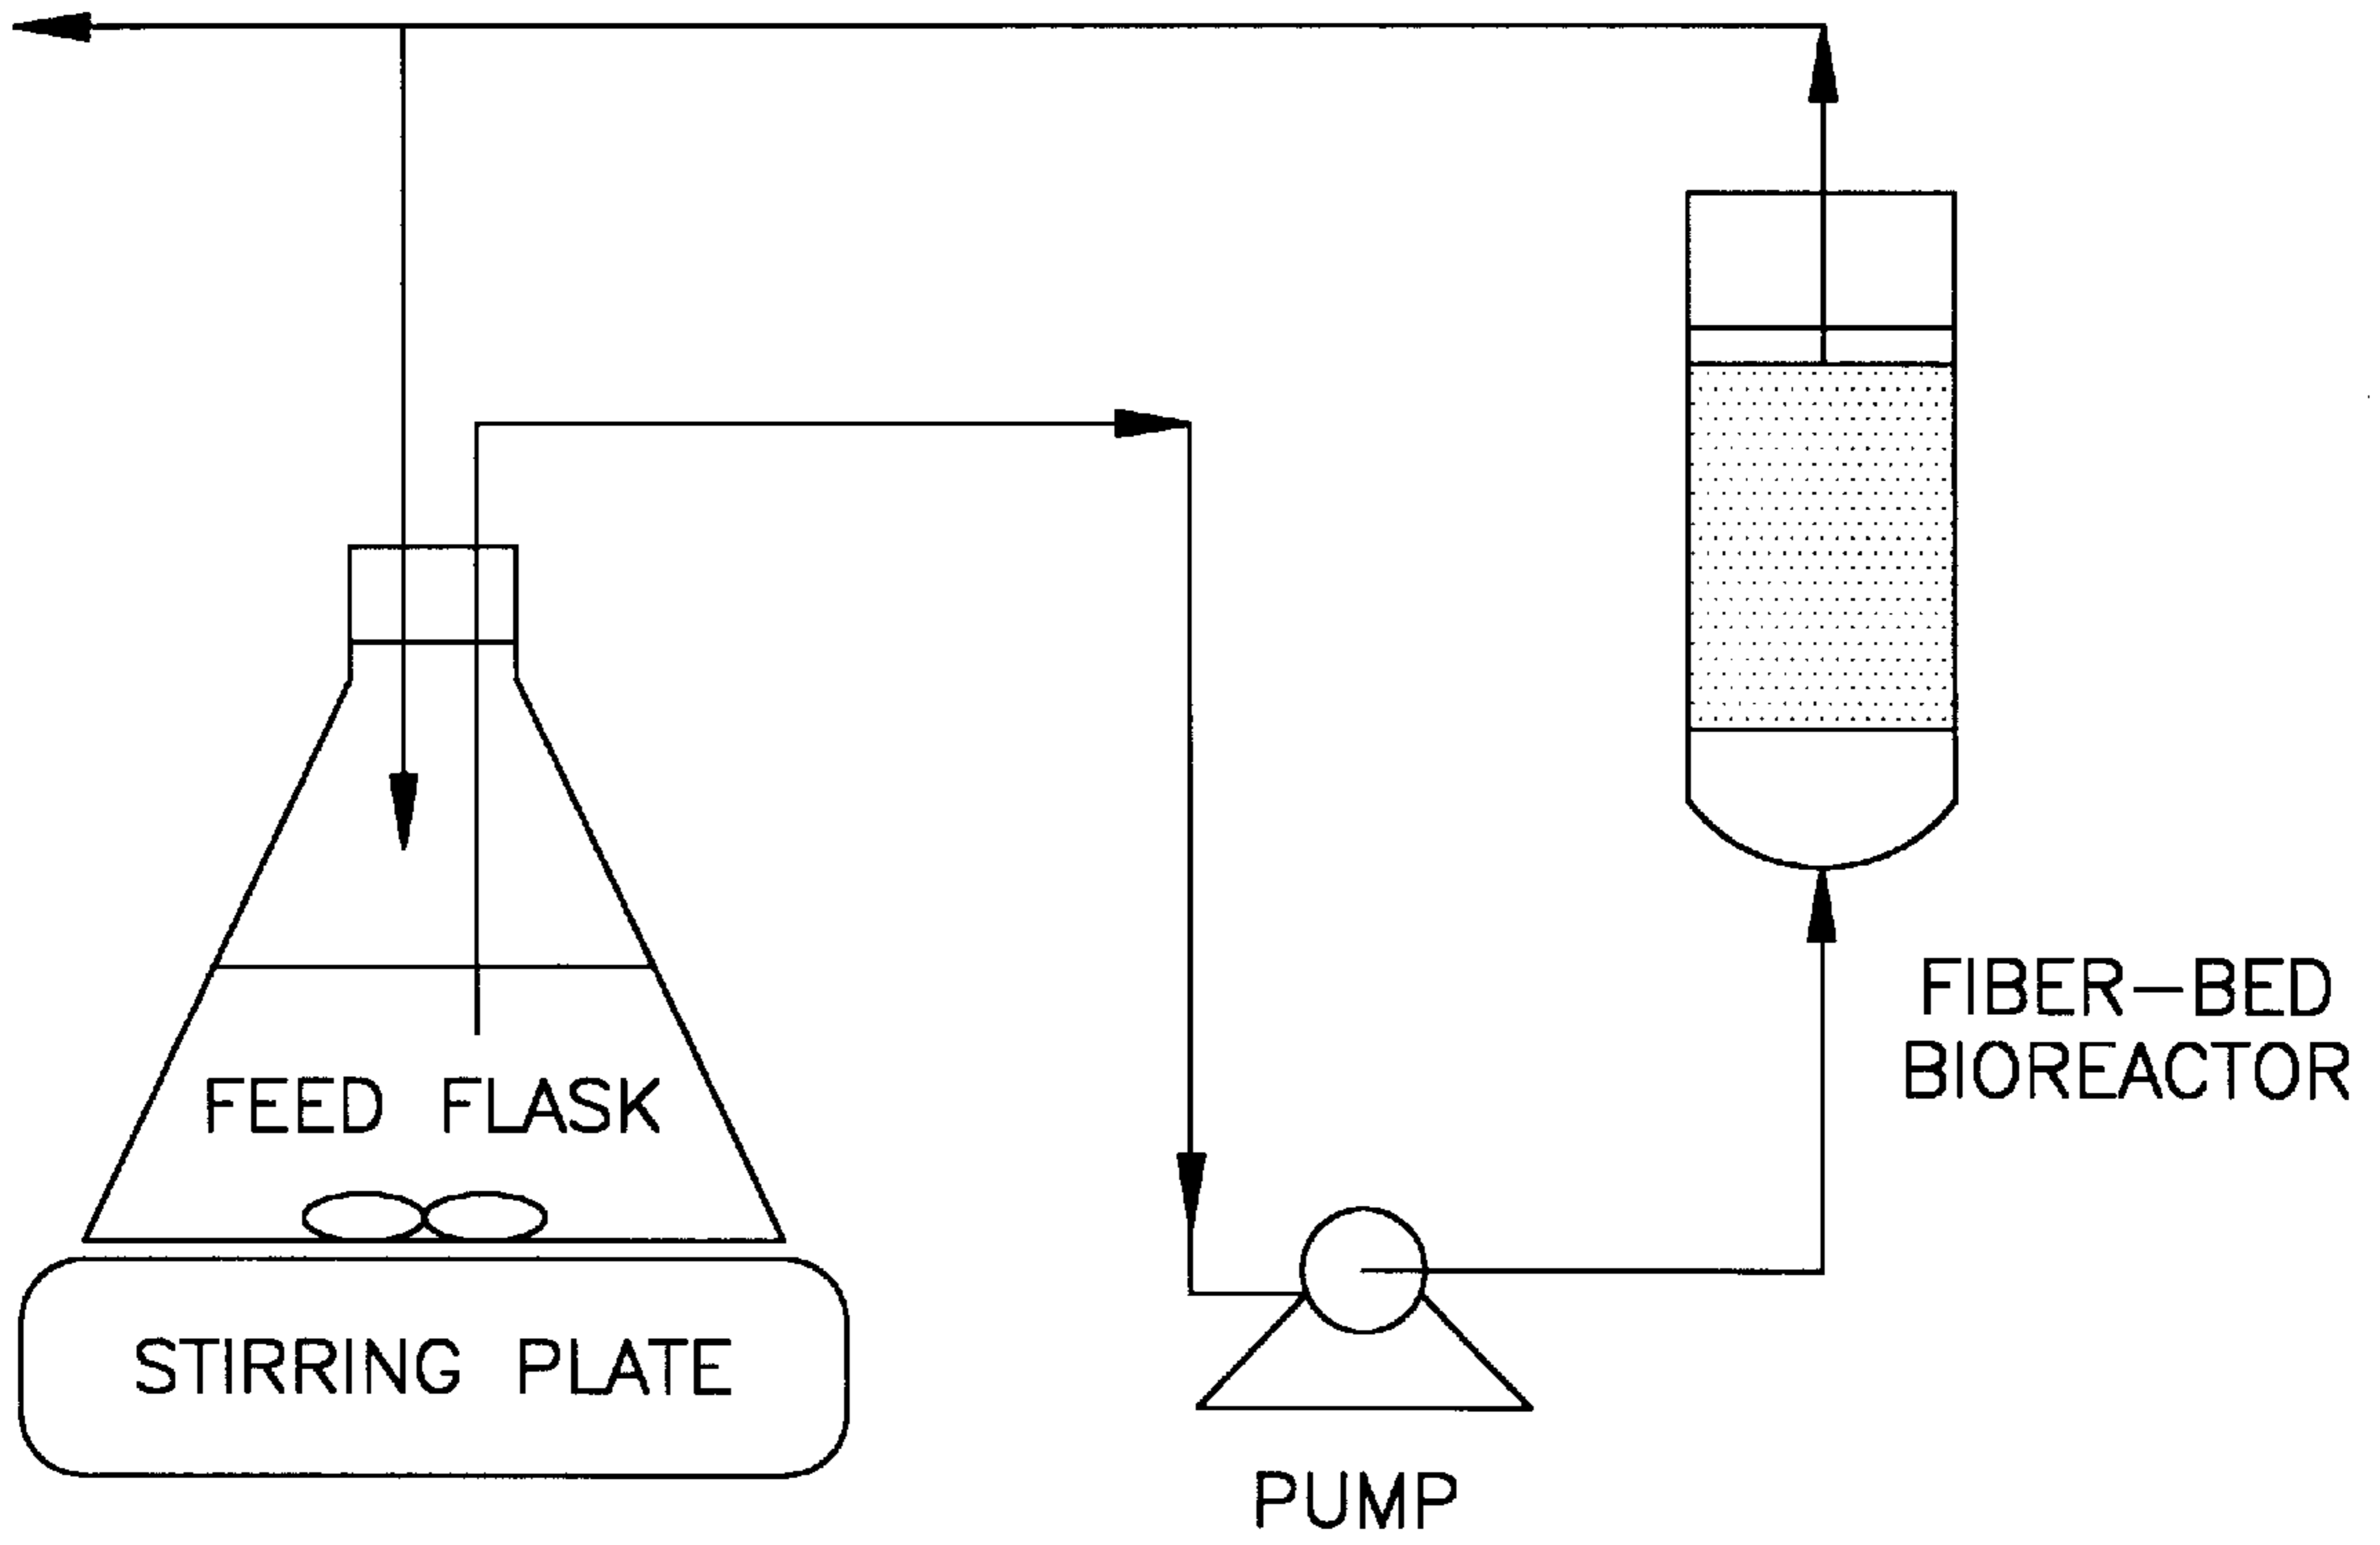 FIBER-BED
BIOREACTOR
FEED FLASK
STIRRING PLATE
PUMP